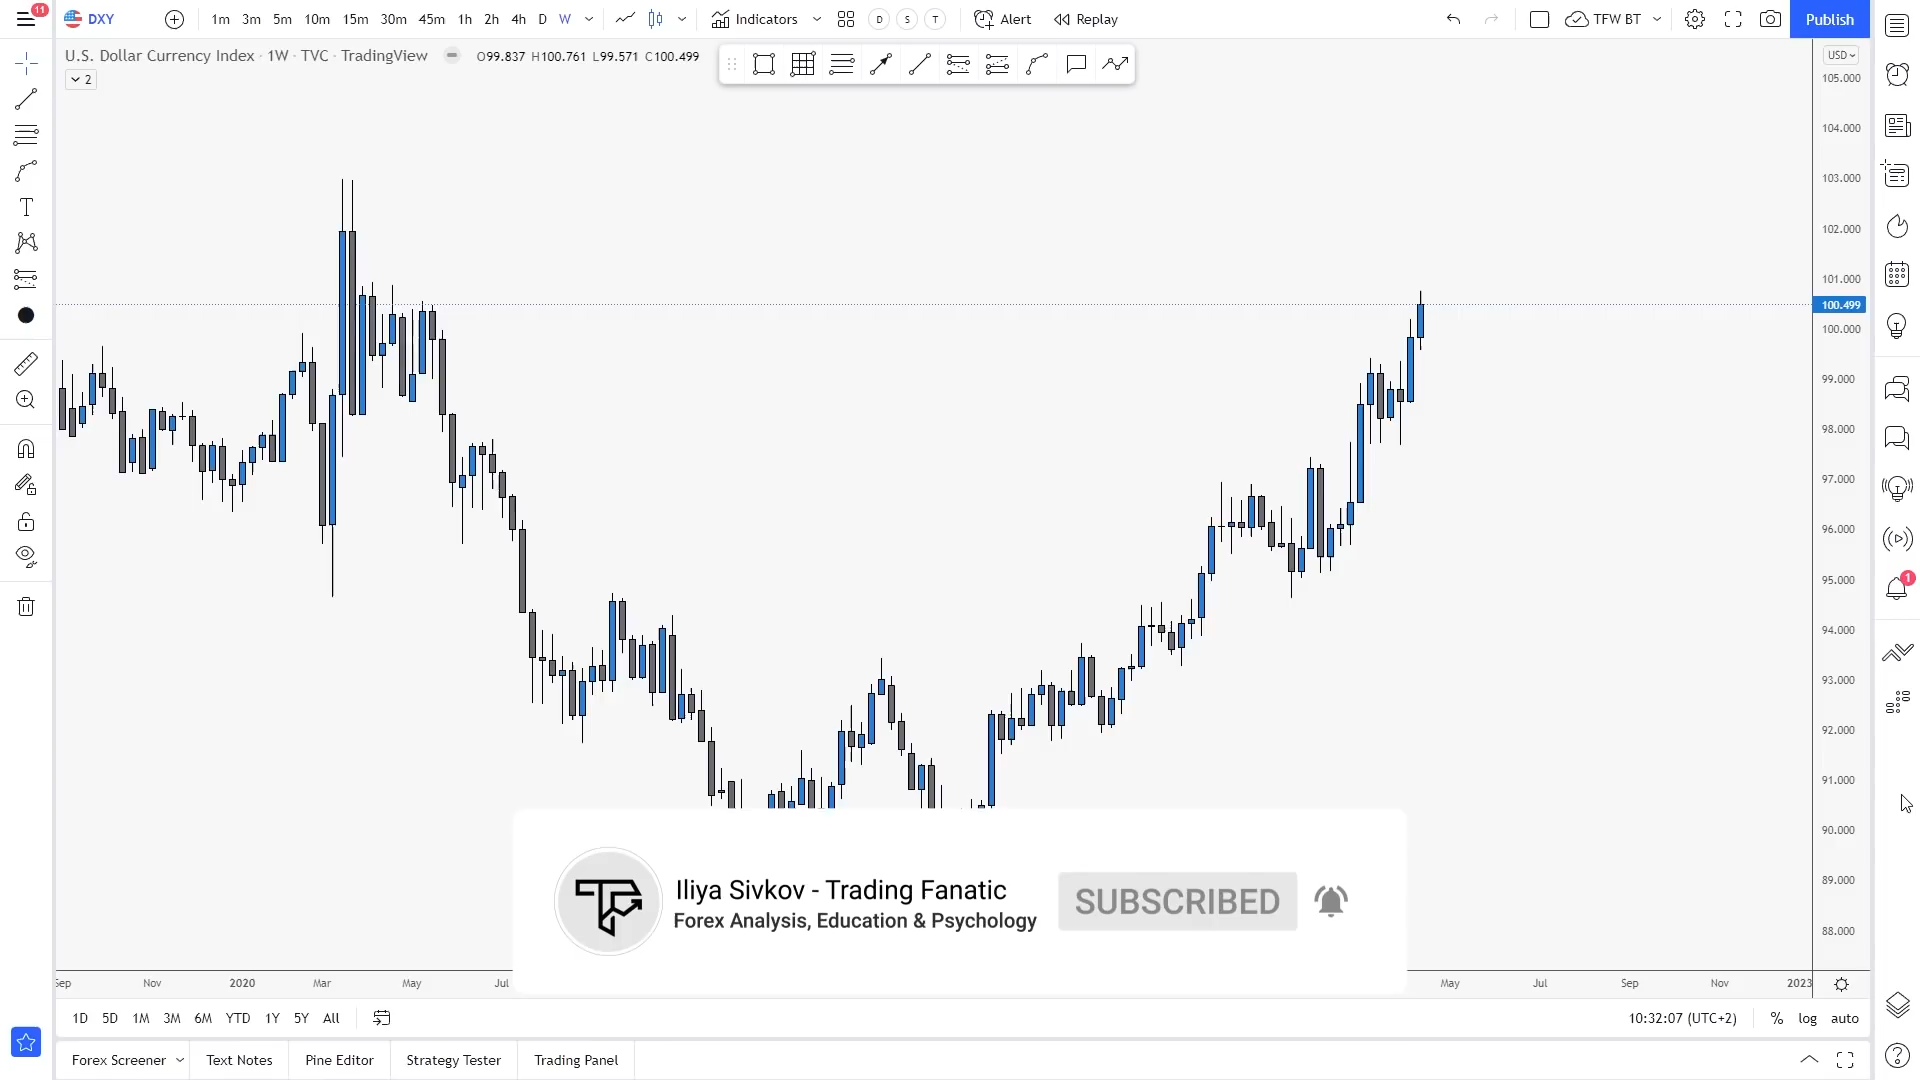 11
DXY
1m 3m 5m 10m 15m 30m 45m 1h 2h 4h D W
Indicators
D S T
Alert
Replay
TFW BT
Publish
U.S. Dollar Currency Index · 1W · TVC · TradingView
O99.837 H100.761 L99.571 C100.499
2
USD
105.000
104.000
103.000
102.000
101.000
100.499
100.000
99.000
98.000
97.000
96.000
95.000
94.000
93.000
92.000
91.000
90.000
89.000
88.000
1
Iliya Sivkov - Trading Fanatic
Forex Analysis, Education & Psychology
SUBSCRIBED
Sep Nov 2020 Mar May Jul May Jul Sep Nov 2023
1D 5D 1M 3M 6M YTD 1Y 5Y All
10:32:07 (UTC+2) % log auto
Forex Screener Text Notes Pine Editor Strategy Tester Trading Panel